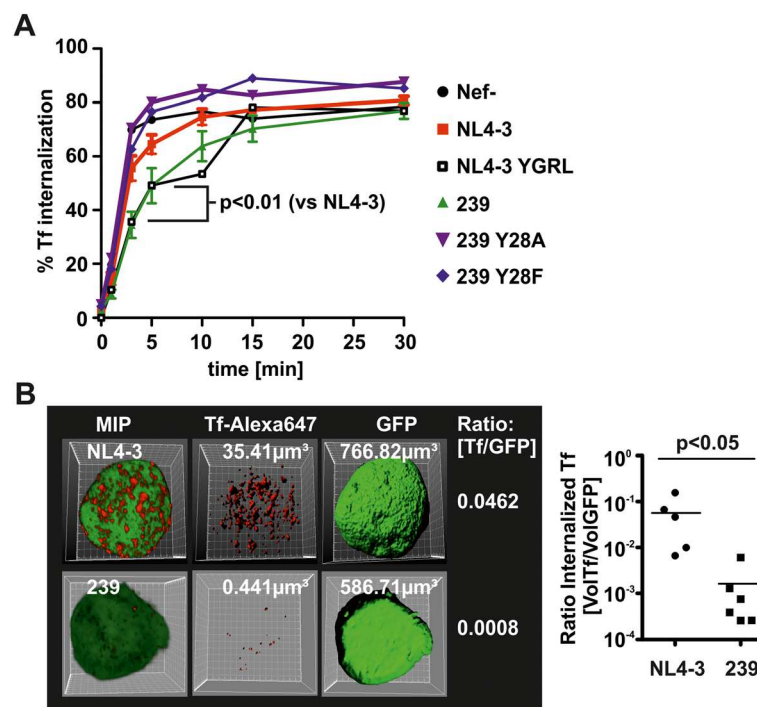 A
% Tf internalization
100
80
60
40
20
0
0 5 10 15 20 25 30
time [min]
p<0.01 (vs NL4-3)
Nef-
NL4-3
NL4-3 YGRL
239
239 Y28A
239 Y28F
B
MIP Tf-Alexa647 GFP Ratio:
[Tf/GFP]
NL4-3 35.41µm³ 766.82µm³
0.0462
239 0.441µm³ 586.71µm³
0.0008
Ratio Internalized Tf
[VolTf/VolGFP]
p<0.05
10⁰
10⁻¹
10⁻²
10⁻³
10⁻⁴
NL4-3 239